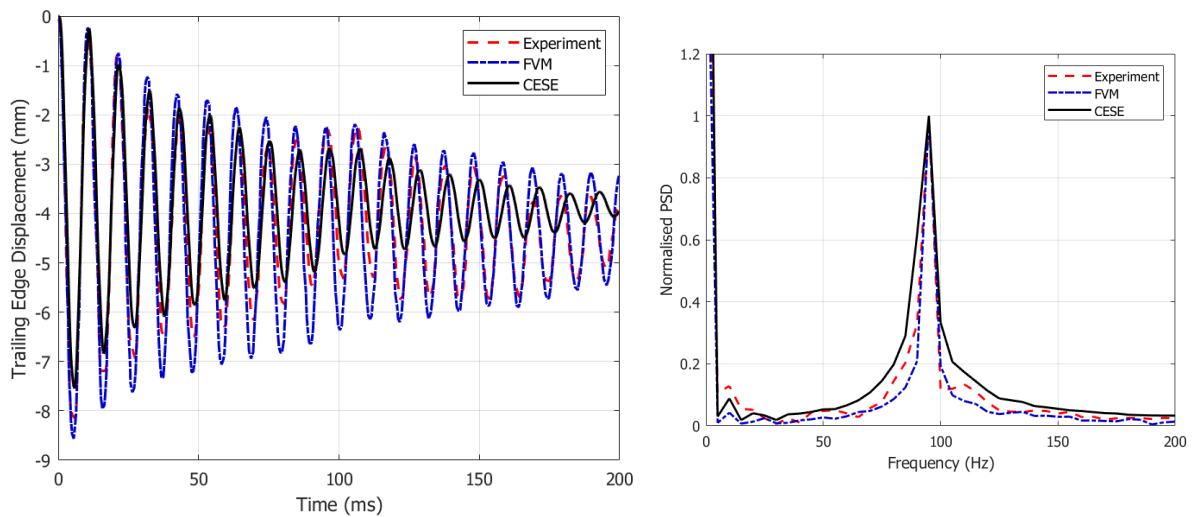 0
-1
-2
-3
-4
-5
-6
-7
-8
-9
Trailing Edge Displacement (mm)
Experiment
FVM
CESE
0
50
100
150
200
Time (ms)
1.2
1
0.8
0.6
0.4
0.2
0
Normalised PSD
Experiment
FVM
CESE
0
50
100
150
200
Frequency (Hz)